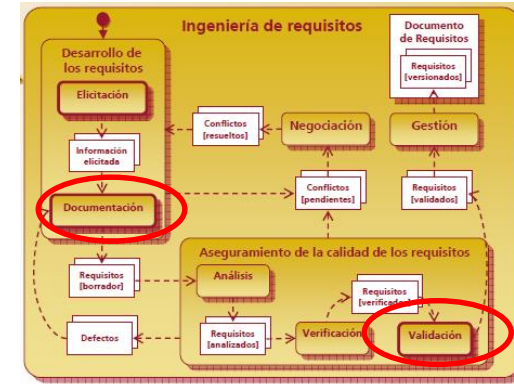 Ingeniería de requisitos
Documento
de Requisitos
Requisitos
[versionados]
Desarrollo de
los requisitos
Elicitación
Información
elicitada
Documentación
Conflictos
[resueltos]
Negociación
Gestión
Conflictos
[pendientes]
Requisitos
[validados]
Aseguramiento de la calidad de los requisitos
Requisitos
[borrador]
Análisis
Requisitos
[verificados]
Defectos
Requisitos
[analizados]
Verificación
Validación